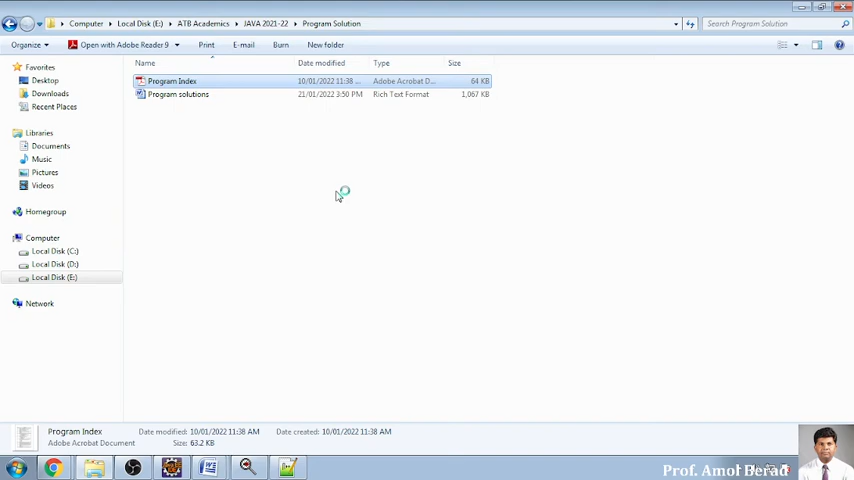 Computer ▸ Local Disk (E:) ▸ ATB Academics ▸ JAVA 2021-22 ▸ Program Solution
Search Program Solution
Organize Open with Adobe Reader 9 Print E-mail Burn New folder
Name Date modified Type Size
Favorites
Desktop
Downloads
Recent Places
Libraries
Documents
Music
Pictures
Videos
Homegroup
Computer
Local Disk (C:)
Local Disk (D:)
Local Disk (E:)
Network
Program Index 10/01/2022 11:38 ... Adobe Acrobat D... 64 KB
Program solutions 21/01/2022 3:50 PM Rich Text Format 1,067 KB
Program Index Date modified: 10/01/2022 11:38 AM Date created: 10/01/2022 11:38 AM
Adobe Acrobat Document Size: 63.2 KB
Prof. Amol Berad